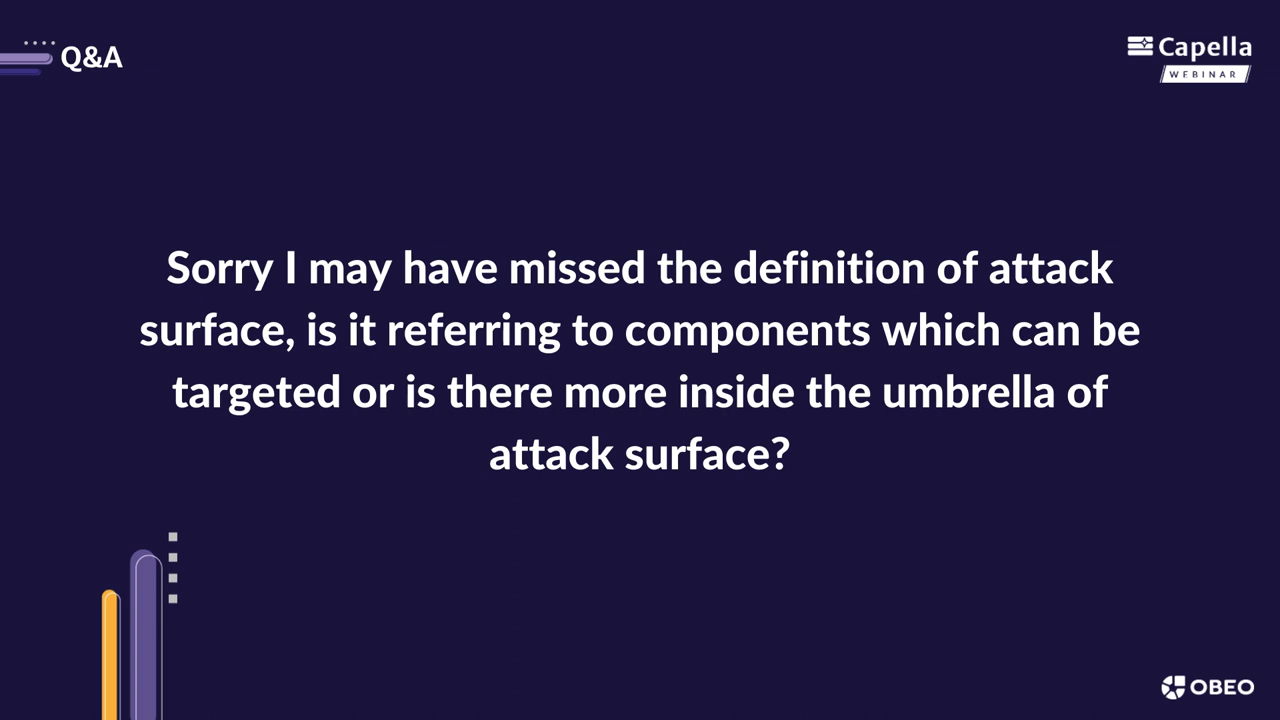 Q&A
Capella
WEBINAR
Sorry I may have missed the definition of attack
surface, is it referring to components which can be
targeted or is there more inside the umbrella of
attack surface?
OBEO